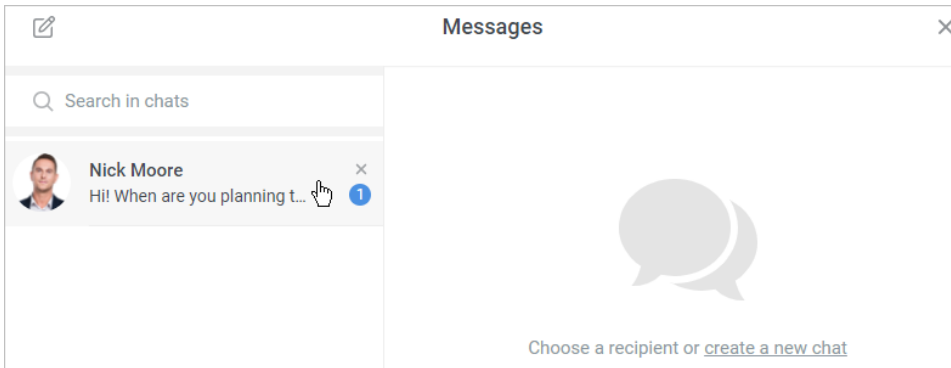 Messages
Search in chats
Nick Moore
Hi! When are you planning t...
1
Choose a recipient or create a new chat